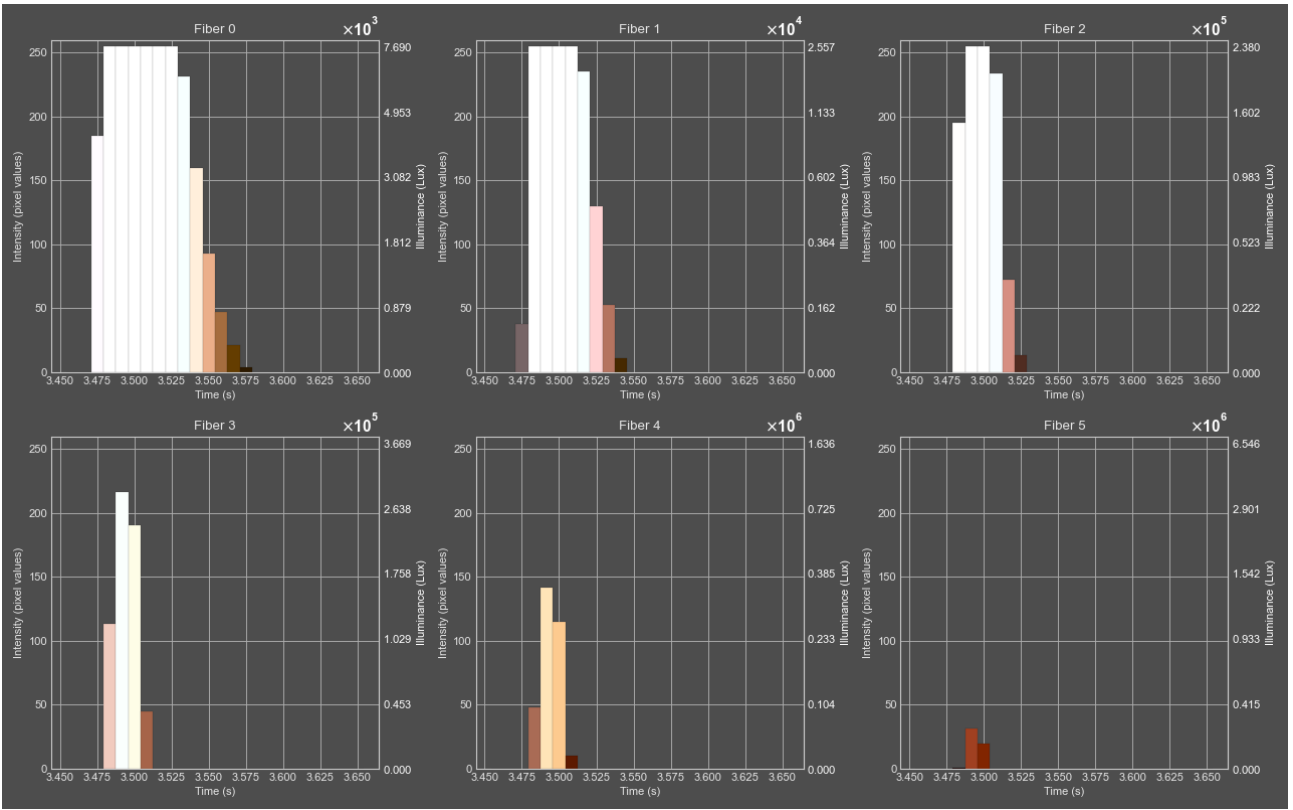 Fiber 0 ×10³ Fiber 1 ×10⁴ Fiber 2 ×10⁵
250 7.690 250 2.557 250 2.380
200 4.953 200 1.133 200 1.602
150 3.082 150 0.602 150 0.983
100 1.812 100 0.364 100 0.523
50 0.879 50 0.162 50 0.222
0 0.000 0 0.000 0 0.000
Intensity (pixel values) Illuminance (Lux) Intensity (pixel values) Illuminance (Lux) Intensity (pixel values) Illuminance (Lux)
3.450 3.475 3.500 3.525 3.550 3.575 3.600 3.625 3.650 3.450 3.475 3.500 3.525 3.550 3.575 3.600 3.625 3.650 3.450 3.475 3.500 3.525 3.550 3.575 3.600 3.625 3.650
Time (s) Time (s) Time (s)
Fiber 3 ×10⁵ Fiber 4 ×10⁶ Fiber 5 ×10⁶
250 3.669 250 1.636 250 6.546
200 2.638 200 0.725 200 2.901
150 1.758 150 0.385 150 1.542
100 1.029 100 0.233 100 0.933
50 0.453 50 0.104 50 0.415
0 0.000 0 0.000 0 0.000
Intensity (pixel values) Illuminance (Lux) Intensity (pixel values) Illuminance (Lux) Intensity (pixel values) Illuminance (Lux)
3.450 3.475 3.500 3.525 3.550 3.575 3.600 3.625 3.650 3.450 3.475 3.500 3.525 3.550 3.575 3.600 3.625 3.650 3.450 3.475 3.500 3.525 3.550 3.575 3.600 3.625 3.650
Time (s) Time (s) Time (s)